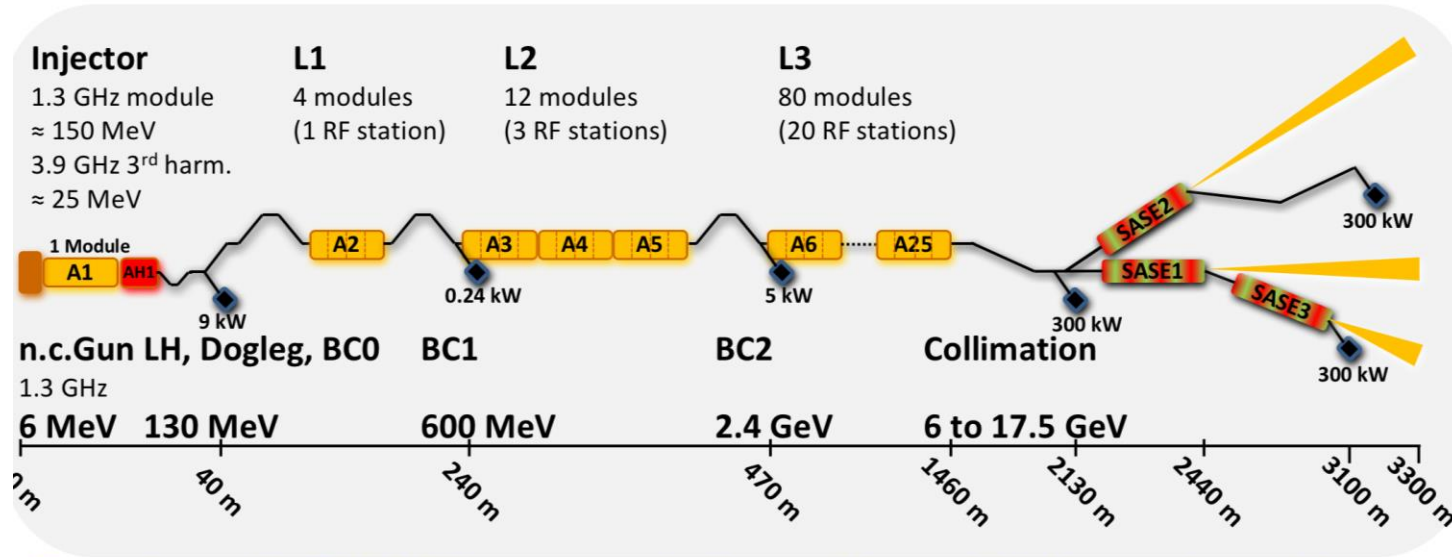 Injector
1.3 GHz module
≈ 150 MeV
3.9 GHz 3rd harm.
≈ 25 MeV
L1
4 modules
(1 RF station)
L2
12 modules
(3 RF stations)
L3
80 modules
(20 RF stations)
1 Module
A1
AH1
A2
A3
A4
A5
A6
A25
SASE2
SASE1
SASE3
9 kW
0.24 kW
5 kW
300 kW
300 kW
300 kW
n.c.Gun LH, Dogleg, BC0
BC1
BC2
Collimation
1.3 GHz
6 MeV
130 MeV
600 MeV
2.4 GeV
6 to 17.5 GeV
0 m
40 m
240 m
470 m
1460 m
2130 m
2440 m
3100 m
3300 m